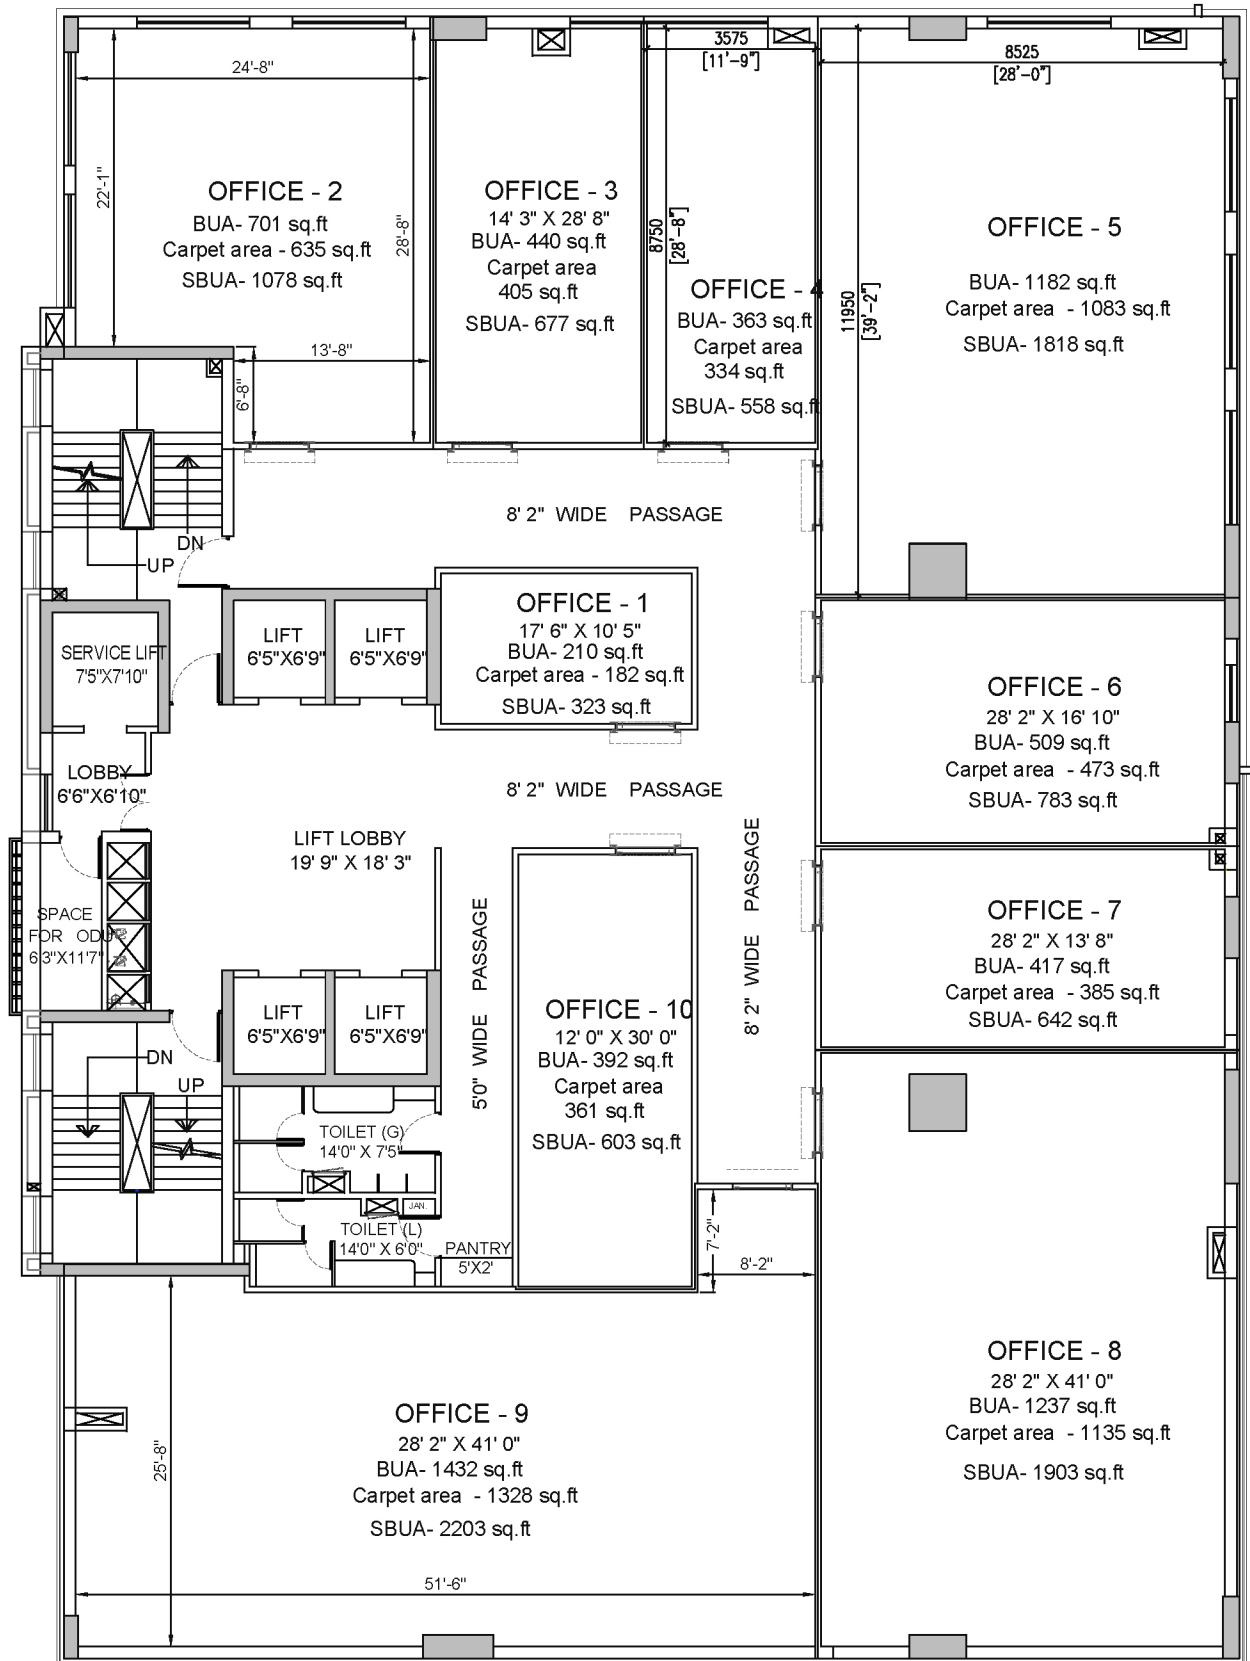 24'-8"
22'-1"
28'-8"
OFFICE - 2
BUA- 701 sq.ft
Carpet area - 635 sq.ft
SBUA- 1078 sq.ft
13'-8"
6'-8"
OFFICE - 3
14' 3" X 28' 8"
BUA- 440 sq.ft
Carpet area
405 sq.ft
SBUA- 677 sq.ft
3575
[11'-9"]
8750
[28'-8"]
OFFICE - 4
BUA- 363 sq.ft
Carpet area
334 sq.ft
SBUA- 558 sq.ft
8525
[28'-0"]
11950
[39'-2"]
OFFICE - 5
BUA- 1182 sq.ft
Carpet area - 1083 sq.ft
SBUA- 1818 sq.ft
DN
UP
8' 2" WIDE PASSAGE
OFFICE - 1
17' 6" X 10' 5"
BUA- 210 sq.ft
Carpet area - 182 sq.ft
SBUA- 323 sq.ft
LIFT
6'5"X6'9"
LIFT
6'5"X6'9"
SERVICE LIFT
7'5"X7'10"
OFFICE - 6
28' 2" X 16' 10"
BUA- 509 sq.ft
Carpet area - 473 sq.ft
SBUA- 783 sq.ft
LOBBY
6'6"X6'10"
8' 2" WIDE PASSAGE
LIFT LOBBY
19' 9" X 18' 3"
8' 2" WIDE PASSAGE
5'0" WIDE PASSAGE
SPACE
FOR ODU
6'3"X11'7"
OFFICE - 7
28' 2" X 13' 8"
BUA- 417 sq.ft
Carpet area - 385 sq.ft
SBUA- 642 sq.ft
LIFT
6'5"X6'9"
LIFT
6'5"X6'9"
OFFICE - 10
12' 0" X 30' 0"
BUA- 392 sq.ft
Carpet area
361 sq.ft
SBUA- 603 sq.ft
DN
UP
TOILET (G)
14'0" X 7'5"
JAN.
TOILET (L)
14'0" X 6'0"
PANTRY
5'X2'
7'-2"
8'-2"
OFFICE - 8
28' 2" X 41' 0"
BUA- 1237 sq.ft
Carpet area - 1135 sq.ft
SBUA- 1903 sq.ft
25'-8"
OFFICE - 9
28' 2" X 41' 0"
BUA- 1432 sq.ft
Carpet area - 1328 sq.ft
SBUA- 2203 sq.ft
51'-6"